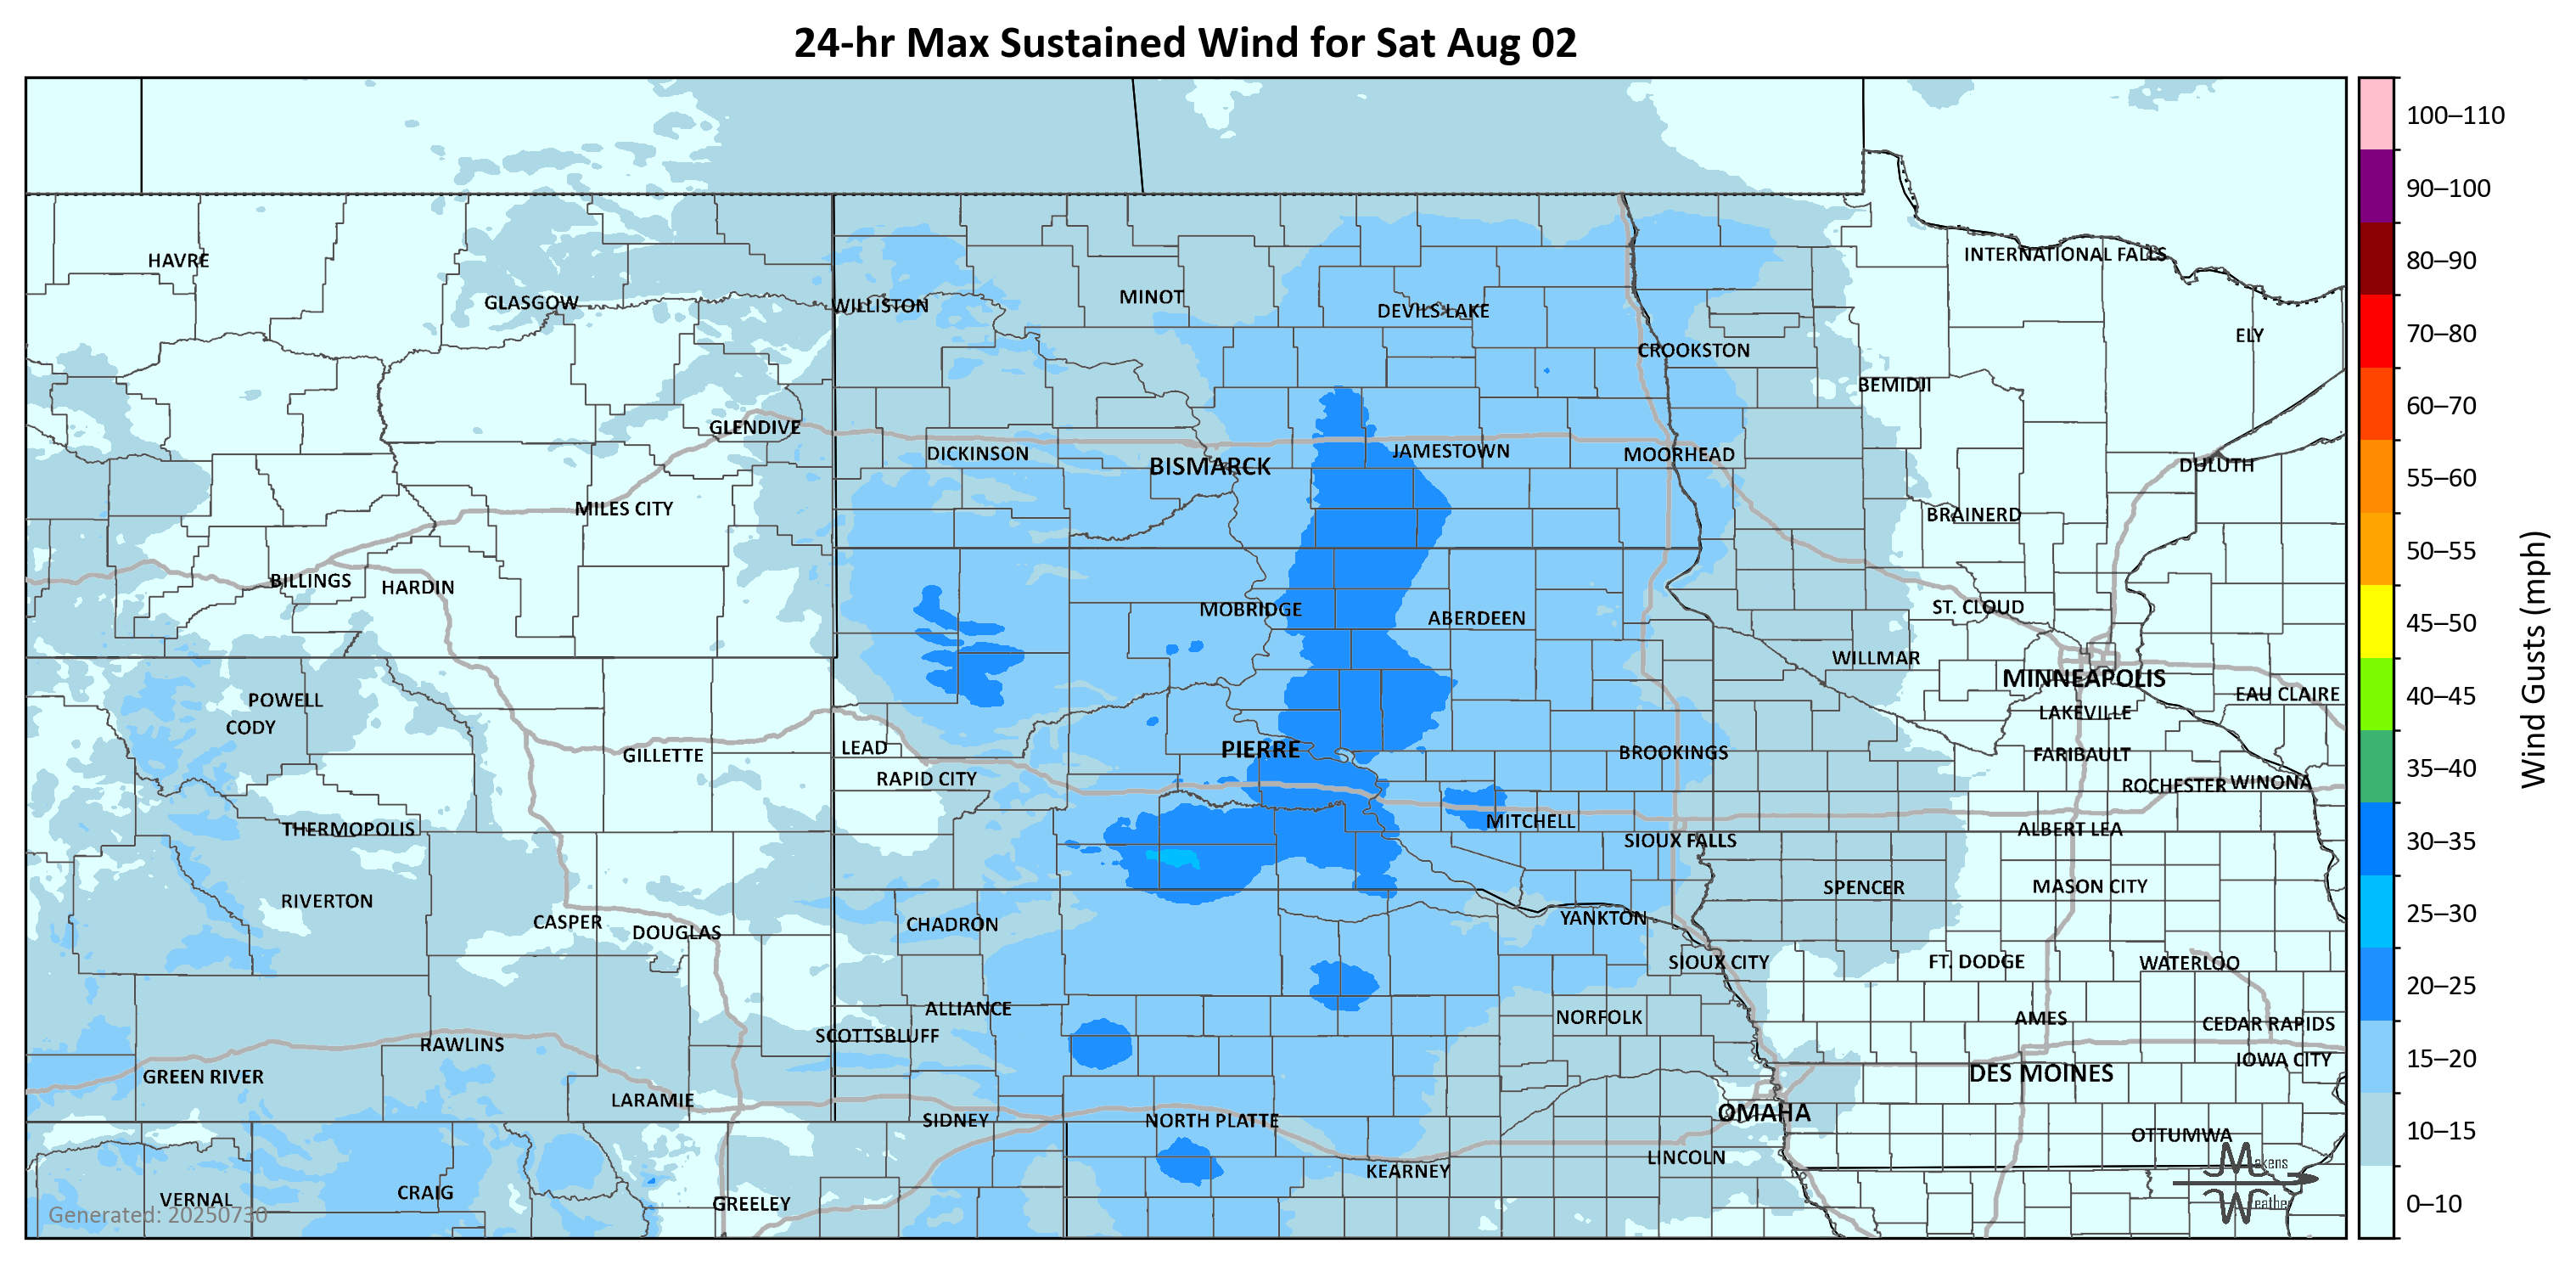 24-hr Max Sustained Wind for Sat Aug 02
100–110
90–100
80–90
70–80
60–70
55–60
50–55
45–50
40–45
35–40
30–35
25–30
20–25
15–20
10–15
0–10
Wind Gusts (mph)
HAVRE
INTERNATIONAL FALLS
GLASGOW
WILLISTON
MINOT
DEVILS LAKE
ELY
CROOKSTON
BEMIDJI
GLENDIVE
DICKINSON
BISMARCK
JAMESTOWN
MOORHEAD
DULUTH
MILES CITY
BRAINERD
BILLINGS
HARDIN
MOBRIDGE
ABERDEEN
ST. CLOUD
WILLMAR
MINNEAPOLIS
EAU CLAIRE
POWELL
CODY
LAKEVILLE
GILLETTE
LEAD
PIERRE
BROOKINGS
FARIBAULT
RAPID CITY
ROCHESTER
WINONA
THERMOPOLIS
MITCHELL
ALBERT LEA
SIOUX FALLS
RIVERTON
SPENCER
MASON CITY
CASPER
DOUGLAS
CHADRON
YANKTON
SIOUX CITY
FT. DODGE
WATERLOO
ALLIANCE
NORFOLK
AMES
CEDAR RAPIDS
SCOTTSBLUFF
RAWLINS
IOWA CITY
GREEN RIVER
DES MOINES
LARAMIE
SIDNEY
NORTH PLATTE
OMAHA
OTTUMWA
KEARNEY
LINCOLN
VERNAL
CRAIG
GREELEY
Generated: 20250730
Makens
Weather